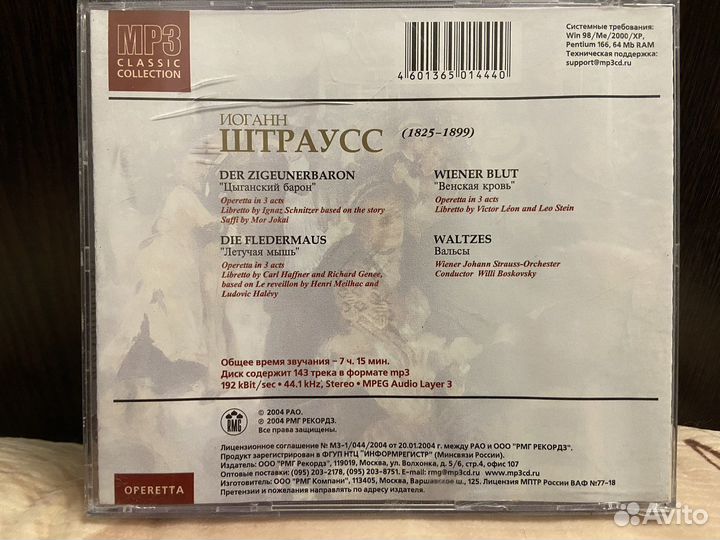 MP3
CLASSIC
COLLECTION
4 601365 014440
Системные требования:
Win 98/Me/2000/XP,
Pentium 166, 64 Mb RAM
Техническая поддержка:
support@mp3cd.ru
ИОГАНН
ШТРАУСС (1825–1899)
DER ZIGEUNERBARON
"Цыганский барон"
Operetta in 3 acts
Libretto by Ignaz Schnitzer based on the story
Saffi by Mor Jokai
DIE FLEDERMAUS
"Летучая мышь"
Operetta in 3 acts
Libretto by Carl Haffner and Richard Genee,
based on Le reveillon by Henri Meilhac and
Ludovic Halévy
WIENER BLUT
"Венская кровь"
Operetta in 3 acts
Libretto by Victor Léon and Leo Stein
WALTZES
Вальсы
Wiener Johann Strauss-Orchester
Conductor Willi Boskovsky
Общее время звучания – 7 ч. 15 мин.
Диск содержит 143 трека в формате mp3
192 kBit/sec • 44.1 kHz, Stereo • MPEG Audio Layer 3
RMG
© 2004 РАО.
℗ 2004 РМГ РЕКОРДЗ.
Все права защищены.
Лицензионное соглашение № МЗ-1/044/2004 от 20.01.2004 г. между РАО и ООО "РМГ РЕКОРДЗ".
Продукт зарегистрирован в ФГУП НТЦ "ИНФОРМРЕГИСТР" (Минсвязи России).
Издатель: ООО "РМГ Рекордз", 119019, Москва, ул. Волхонка, д. 5/6, стр.4, офис 107
Оптовые поставки: (095) 203-2178, (095) 203-8751. E-mail: rmg@mp3cd.ru www.mp3cd.ru
Изготовитель: ООО "РМГ Компани", 113405, Москва, Варшавское ш., 125. Лицензия МПТР России ВАФ №77-18
Претензии и пожелания направлять по адресу издателя.
OPERETTA
Avito